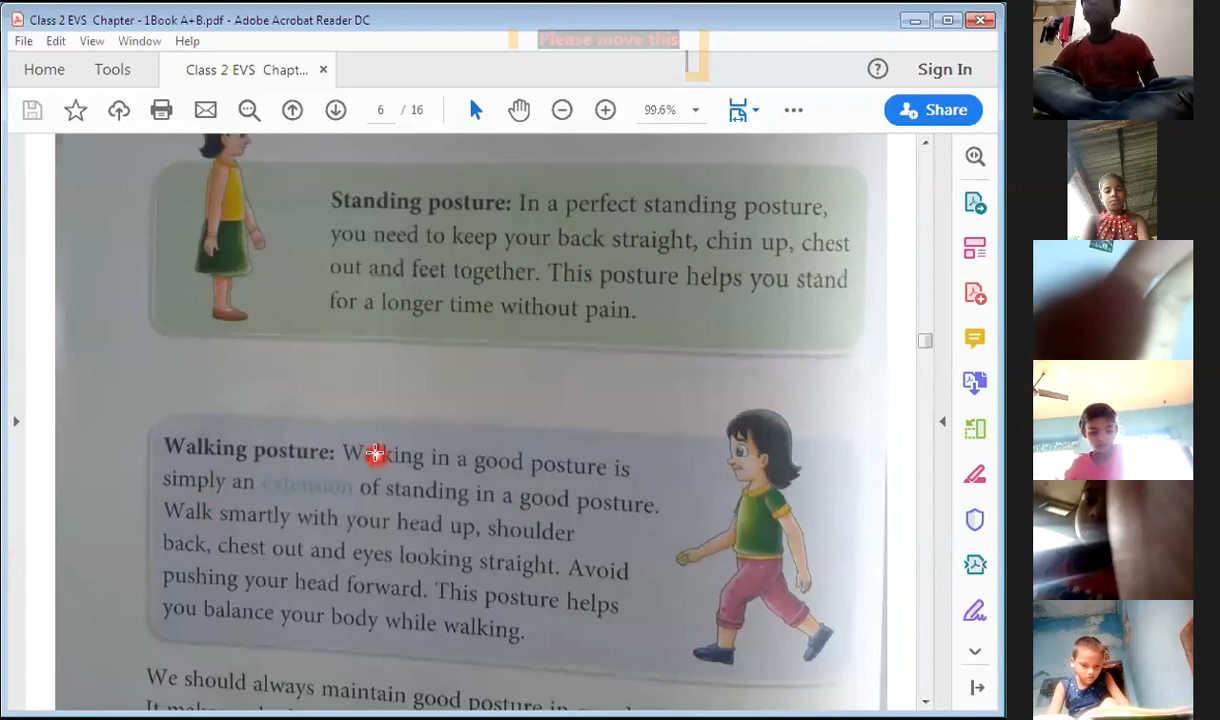 Class 2 EVS Chapter - 1Book A+B.pdf - Adobe Acrobat Reader DC
File Edit View Window Help
Please move this
Home Tools Class 2 EVS Chapt... × Sign In
6 / 16 99.6% Share
Standing posture: In a perfect standing posture,
you need to keep your back straight, chin up, chest
out and feet together. This posture helps you stand
for a longer time without pain.
Walking posture: Walking in a good posture is
simply an extension of standing in a good posture.
Walk smartly with your head up, shoulder
back, chest out and eyes looking straight. Avoid
pushing your head forward. This posture helps
you balance your body while walking.
We should always maintain good posture in